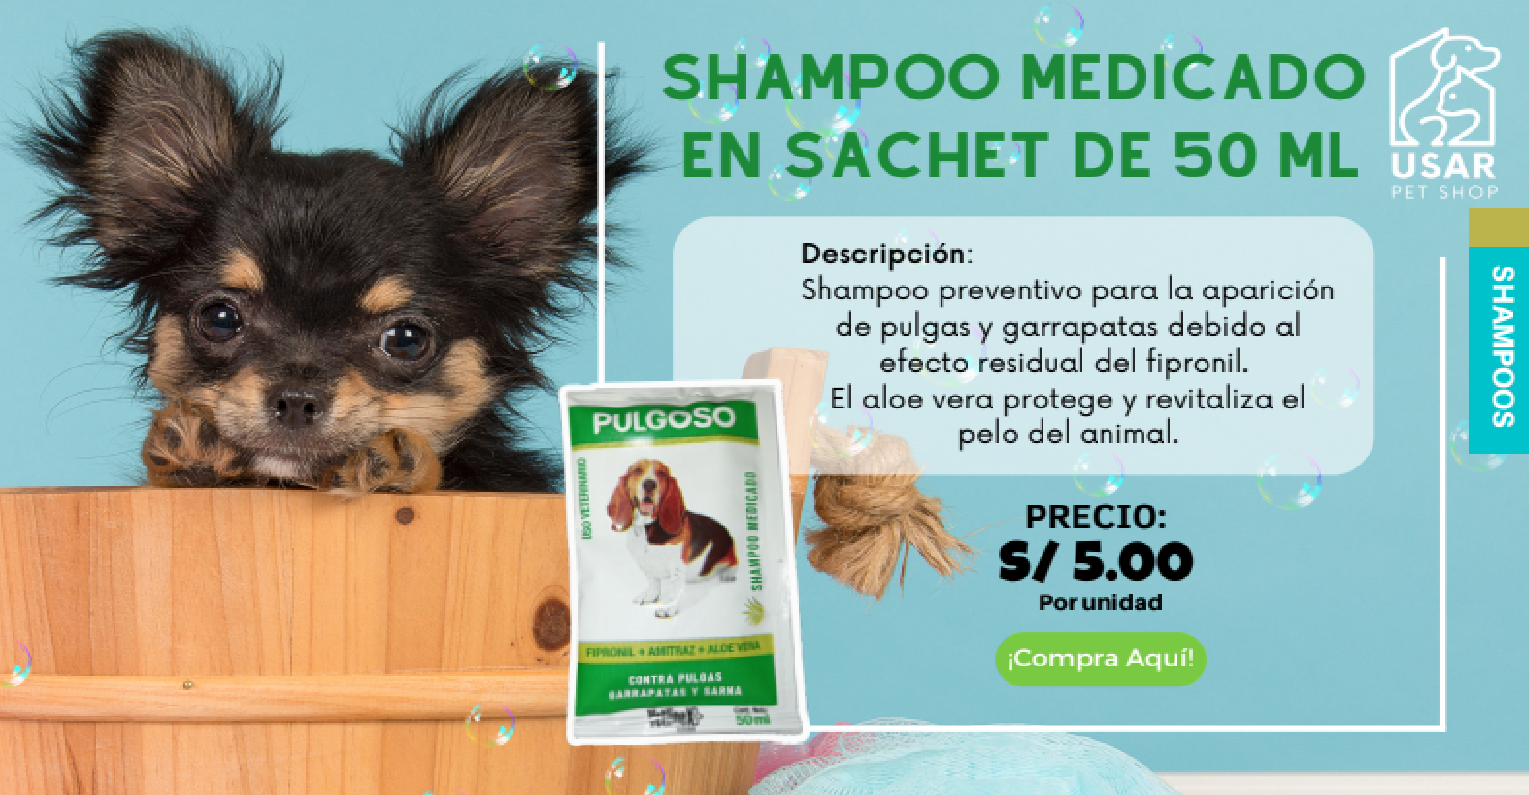 SHAMPOO MEDICADO
EN SACHET DE 50 ML
USAR
PET SHOP
SHAMPOOS
Descripción:
Shampoo preventivo para la aparición
de pulgas y garrapatas debido al
efecto residual del fipronil.
El aloe vera protege y revitaliza el
pelo del animal.
PULGOSO
USO VETERINARIO
SHAMPOO MEDICADO
FIPRONIL + AMITRAZ + ALOE VERA
CONTRA PULGAS
GARRAPATAS Y SARNA
50 ml
PRECIO:
S/ 5.00
Por unidad
¡Compra Aquí!